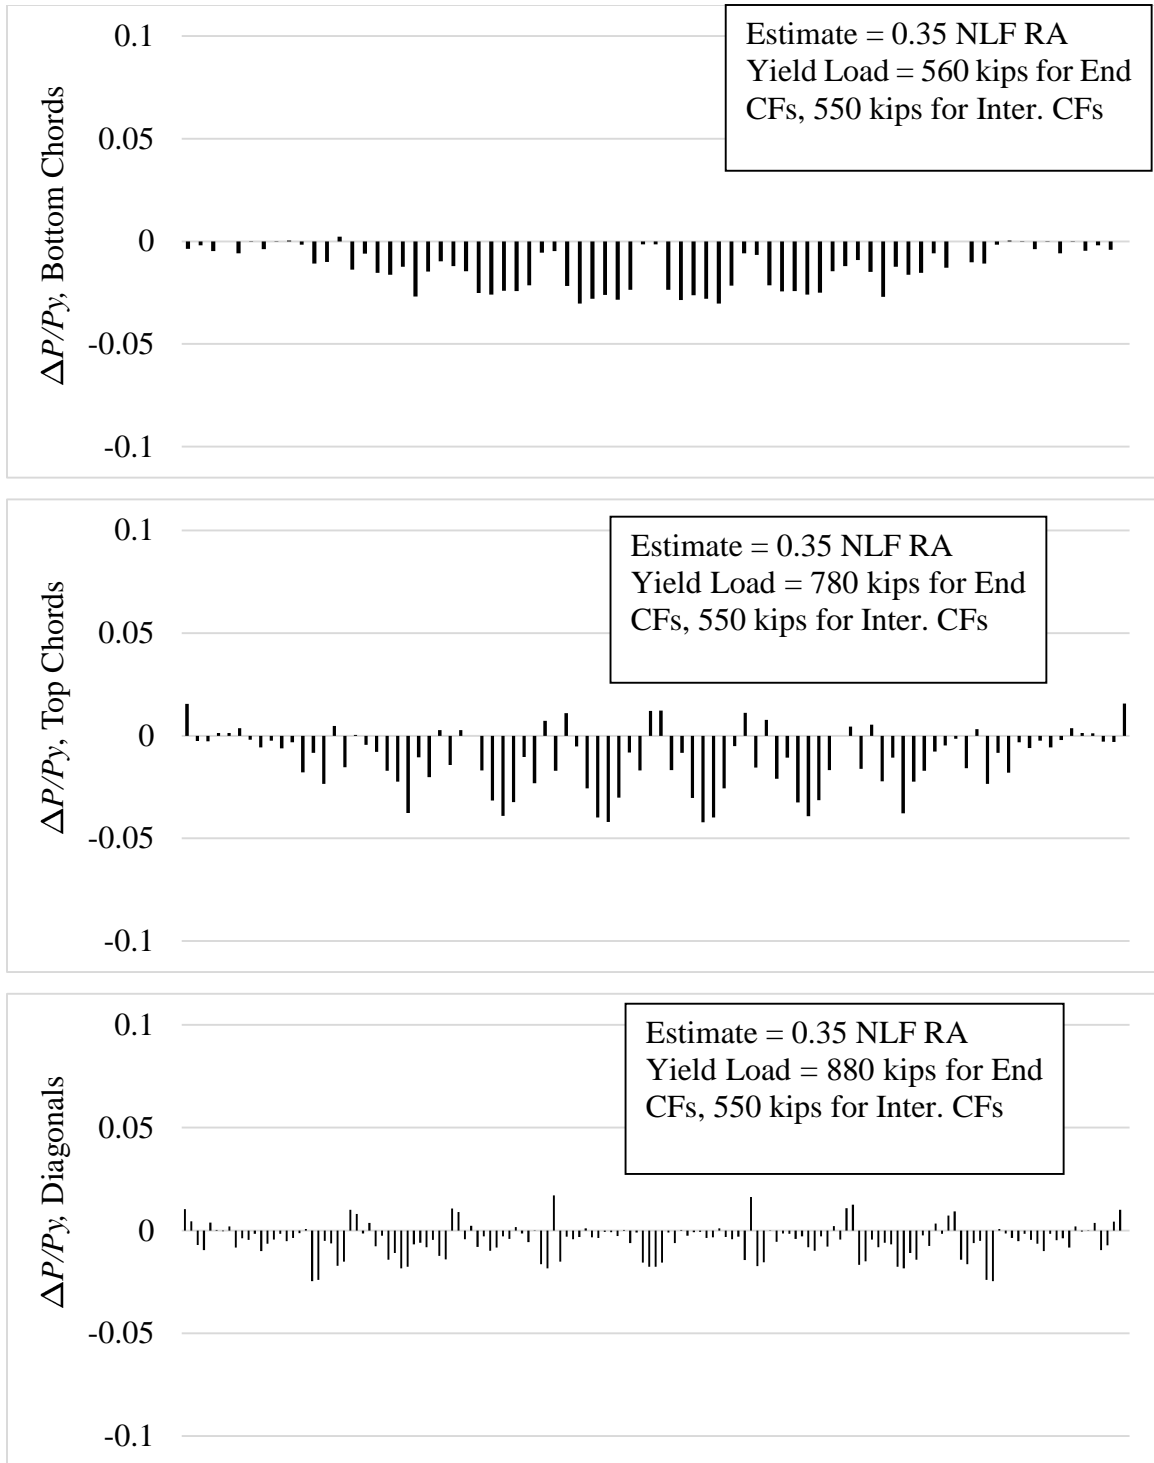 Estimate = 0.35 NLF RA
Yield Load = 560 kips for End
CFs, 550 kips for Inter. CFs
0.1
0.05
0
-0.05
-0.1
ΔP/Py, Bottom Chords
Estimate = 0.35 NLF RA
Yield Load = 780 kips for End
CFs, 550 kips for Inter. CFs
0.1
0.05
0
-0.05
-0.1
ΔP/Py, Top Chords
Estimate = 0.35 NLF RA
Yield Load = 880 kips for End
CFs, 550 kips for Inter. CFs
0.1
0.05
0
-0.05
-0.1
ΔP/Py, Diagonals